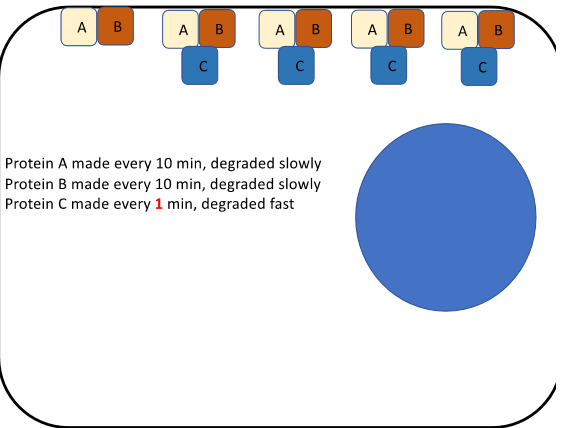 A B A B A B A B A B
C C C C
Protein A made every 10 min, degraded slowly
Protein B made every 10 min, degraded slowly
Protein C made every 1 min, degraded fast